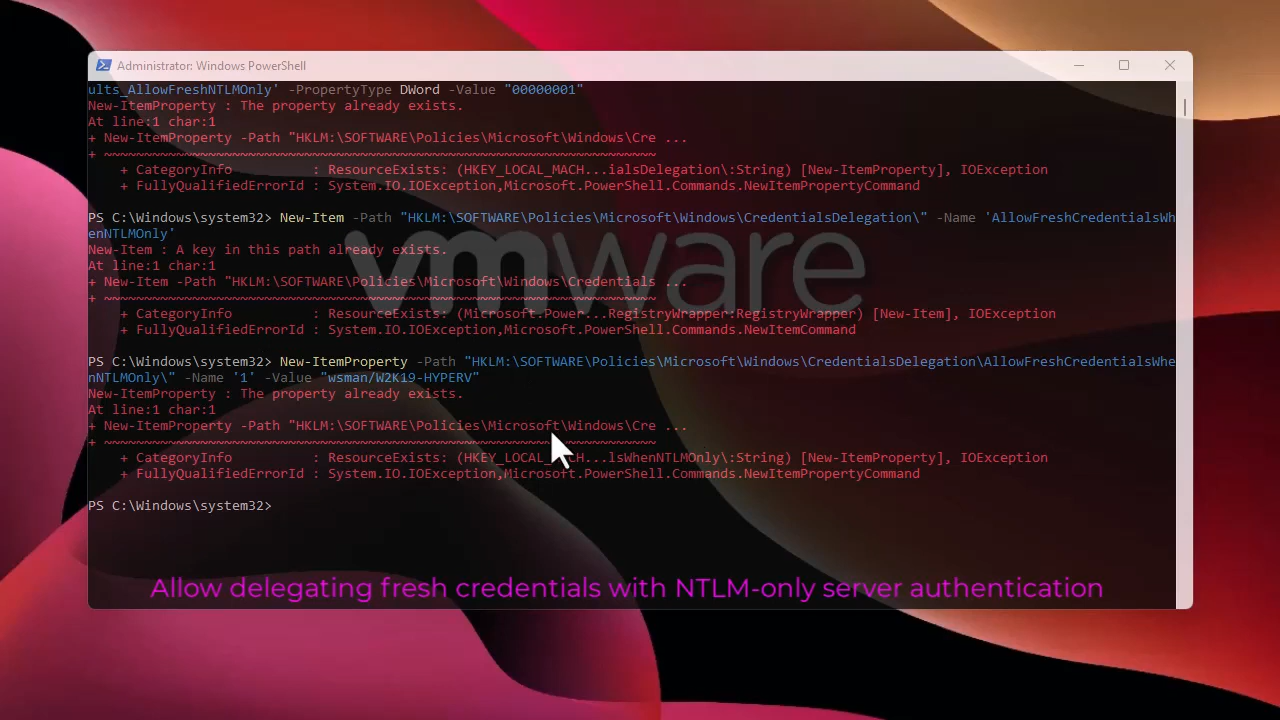 Administrator: Windows PowerShell
ults_AllowFreshNTLMOnly' -PropertyType DWord -Value "00000001"
New-ItemProperty : The property already exists.
At line:1 char:1
+ New-ItemProperty -Path "HKLM:\SOFTWARE\Policies\Microsoft\Windows\Cre ...
+ ~~~~~~~~~~~~~~~~~~~~~~~~~~~~~~~~~~~~~~~~~~~~~~~~~~~~~~~~~~~~~~~~~~~~~
    + CategoryInfo          : ResourceExists: (HKEY_LOCAL_MACH...ialsDelegation\:String) [New-ItemProperty], IOException
    + FullyQualifiedErrorId : System.IO.IOException,Microsoft.PowerShell.Commands.NewItemPropertyCommand
PS C:\Windows\system32> New-Item -Path "HKLM:\SOFTWARE\Policies\Microsoft\Windows\CredentialsDelegation\" -Name 'AllowFreshCredentialsWh
enNTLMOnly'
New-Item : A key in this path already exists.
At line:1 char:1
+ New-Item -Path "HKLM:\SOFTWARE\Policies\Microsoft\Windows\Credentials ...
+ ~~~~~~~~~~~~~~~~~~~~~~~~~~~~~~~~~~~~~~~~~~~~~~~~~~~~~~~~~~~~~~~~~~~~~
    + CategoryInfo          : ResourceExists: (Microsoft.Power...RegistryWrapper:RegistryWrapper) [New-Item], IOException
    + FullyQualifiedErrorId : System.IO.IOException,Microsoft.PowerShell.Commands.NewItemCommand
vmware
PS C:\Windows\system32> New-ItemProperty -Path "HKLM:\SOFTWARE\Policies\Microsoft\Windows\CredentialsDelegation\AllowFreshCredentialsWhe
nNTLMOnly\" -Name '1' -Value "wsman/W2K19-HYPERV"
New-ItemProperty : The property already exists.
At line:1 char:1
+ New-ItemProperty -Path "HKLM:\SOFTWARE\Policies\Microsoft\Windows\Cre ...
+ ~~~~~~~~~~~~~~~~~~~~~~~~~~~~~~~~~~~~~~~~~~~~~~~~~~~~~~~~~~~~~~~~~~~~~
    + CategoryInfo          : ResourceExists: (HKEY_LOCAL_MACH...lsWhenNTLMOnly\:String) [New-ItemProperty], IOException
    + FullyQualifiedErrorId : System.IO.IOException,Microsoft.PowerShell.Commands.NewItemPropertyCommand
PS C:\Windows\system32>
Allow delegating fresh credentials with NTLM-only server authentication